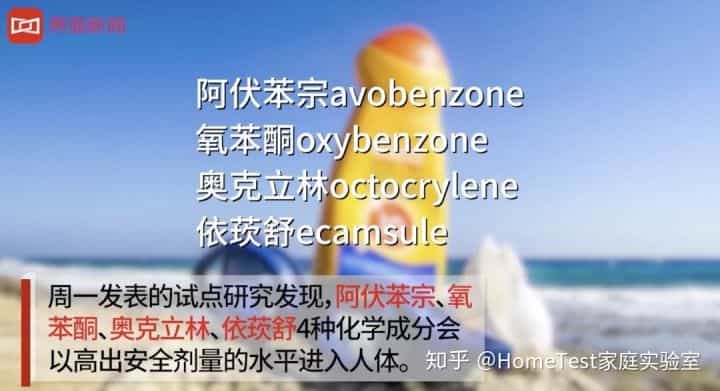 阿伏苯宗avobenzone
氧苯酮oxybenzone
奥克立林octocrylene
依莰舒ecamsule
周一发表的试点研究发现,阿伏苯宗、氧
苯酮、奥克立林、依莰舒4种化学成分会
以高出安全剂量的水平进入人体。
知乎 @HomeTest家庭实验室